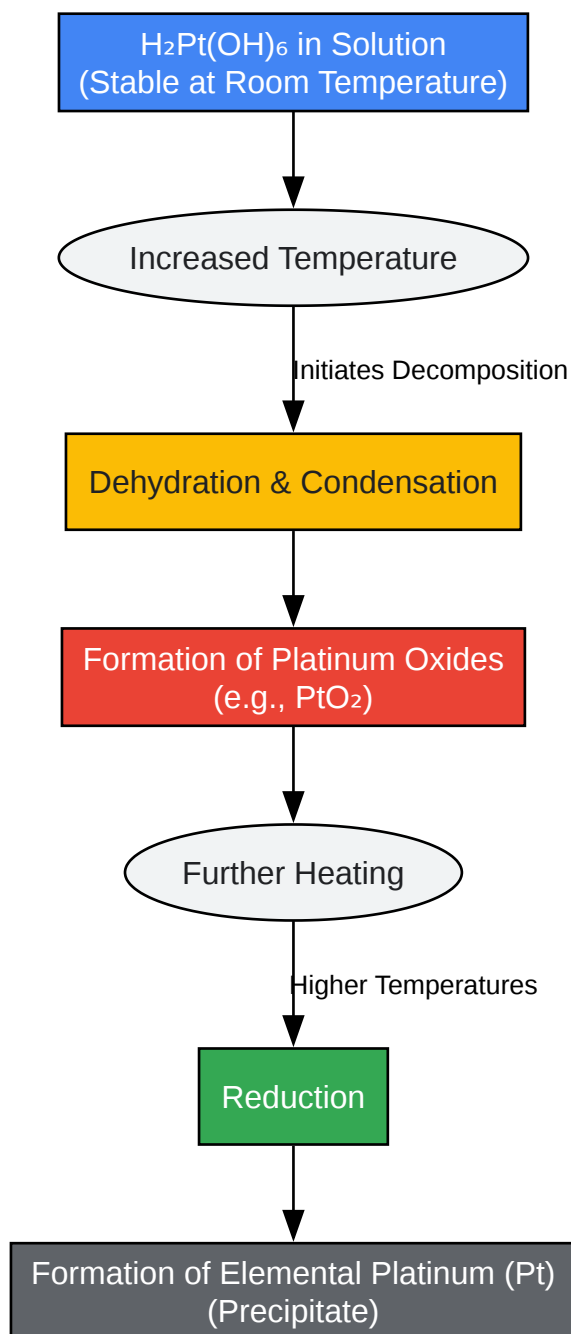 H₂Pt(OH)₆ in Solution
(Stable at Room Temperature)
Increased Temperature
Initiates Decomposition
Dehydration & Condensation
Formation of Platinum Oxides
(e.g., PtO₂)
Further Heating
Higher Temperatures
Reduction
Formation of Elemental Platinum (Pt)
(Precipitate)